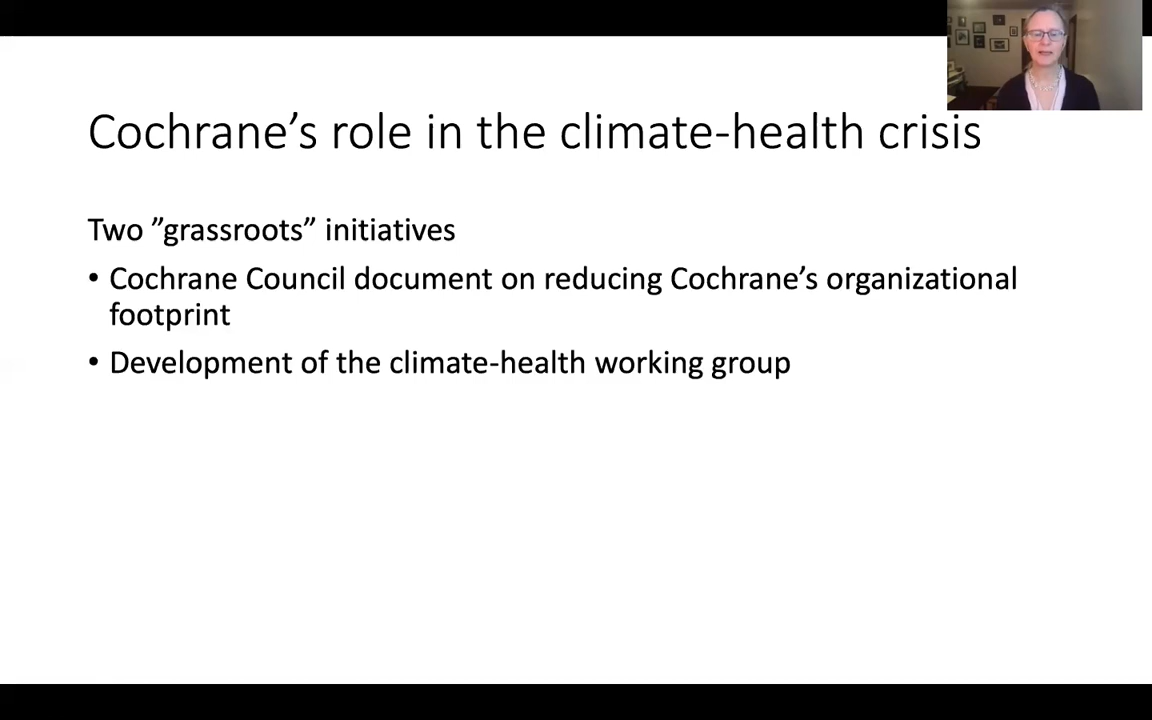 Cochrane’s role in the climate-health crisis
Two ”grassroots” initiatives
• Cochrane Council document on reducing Cochrane’s organizational
footprint
• Development of the climate-health working group